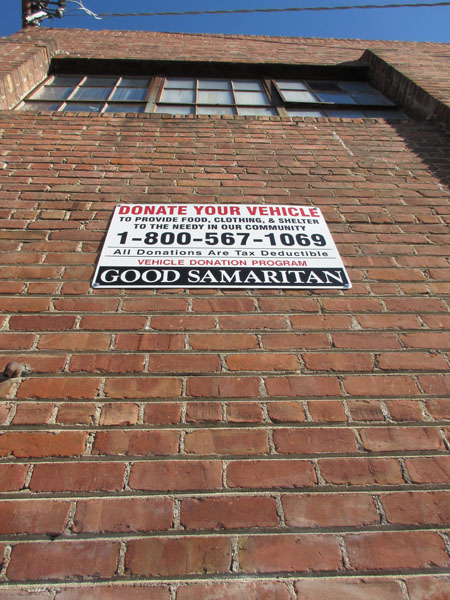 DONATE YOUR VEHICLE
TO PROVIDE FOOD, CLOTHING, & SHELTER
TO THE NEEDY IN OUR COMMUNITY
1-800-567-1069
All Donations Are Tax Deductible
VEHICLE DONATION PROGRAM
GOOD SAMARITAN